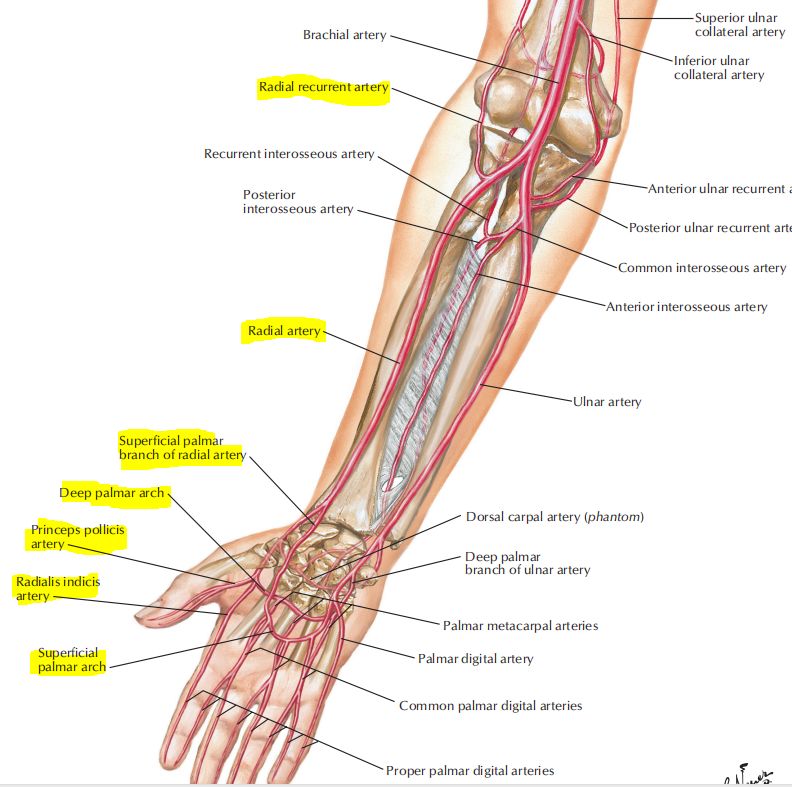 Superior ulnar
collateral artery
Brachial artery
Inferior ulnar
collateral artery
Radial recurrent artery
Recurrent interosseous artery
Anterior ulnar recurrent a
Posterior
interosseous artery
Posterior ulnar recurrent arte
Common interosseous artery
Anterior interosseous artery
Radial artery
Ulnar artery
Superficial palmar
branch of radial artery
Deep palmar arch
Dorsal carpal artery (phantom)
Princeps pollicis
artery
Deep palmar
branch of ulnar artery
Radialis indicis
artery
Palmar metacarpal arteries
Superficial
palmar arch
Palmar digital artery
Common palmar digital arteries
Proper palmar digital arteries